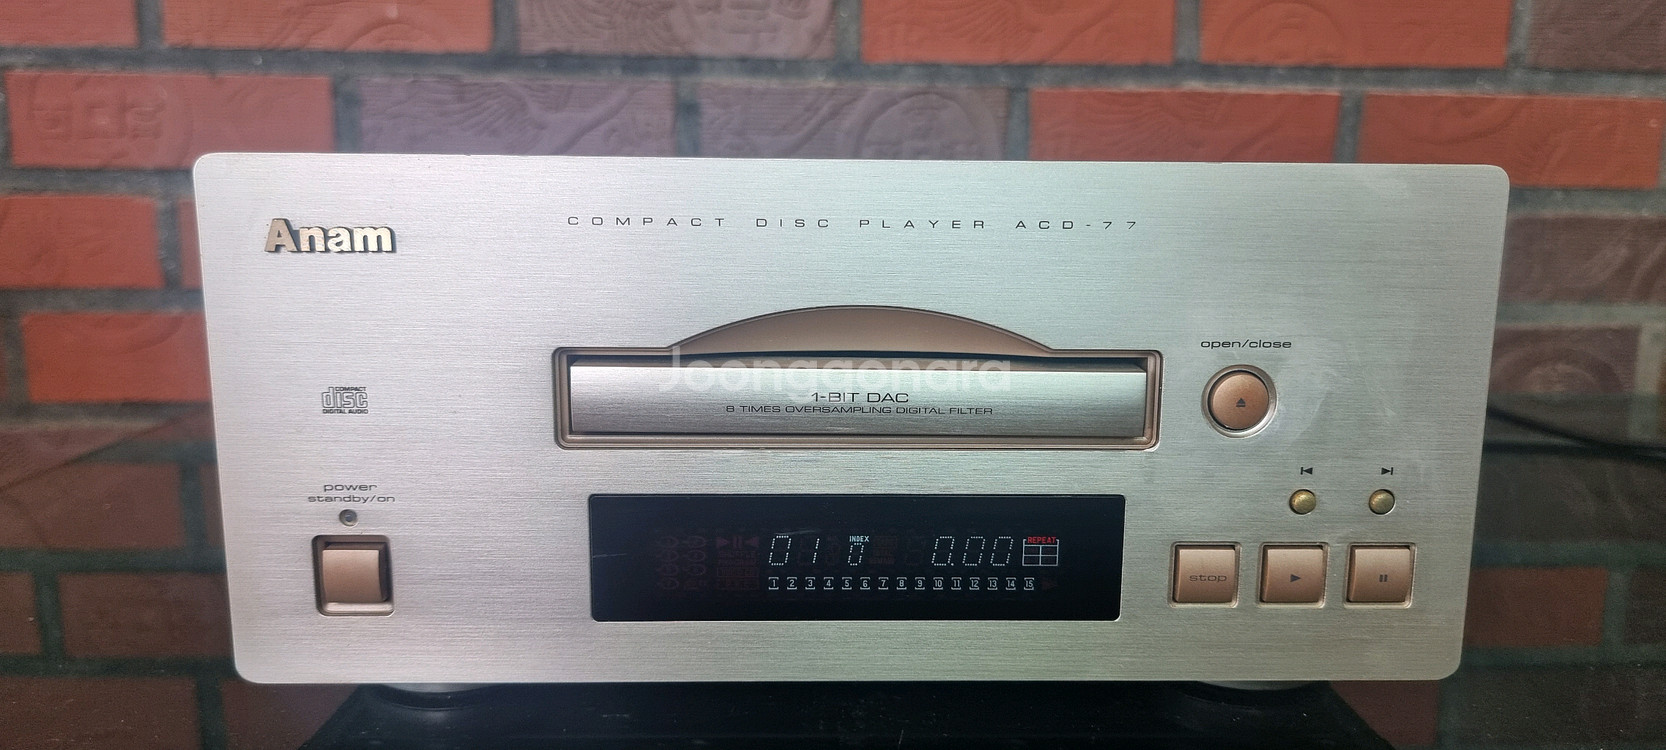 Anam
COMPACT DISC PLAYER ACD-77
open/close
Joonggonara
1-BIT DAC
8 TIMES OVERSAMPLING DIGITAL FILTER
COMPACT
disc
DIGITAL AUDIO
power
standby/on
01 INDEX 0 0.00 REPEAT
1 2 3 4 5 6 7 8 9 10 11 12 13 14 15
stop